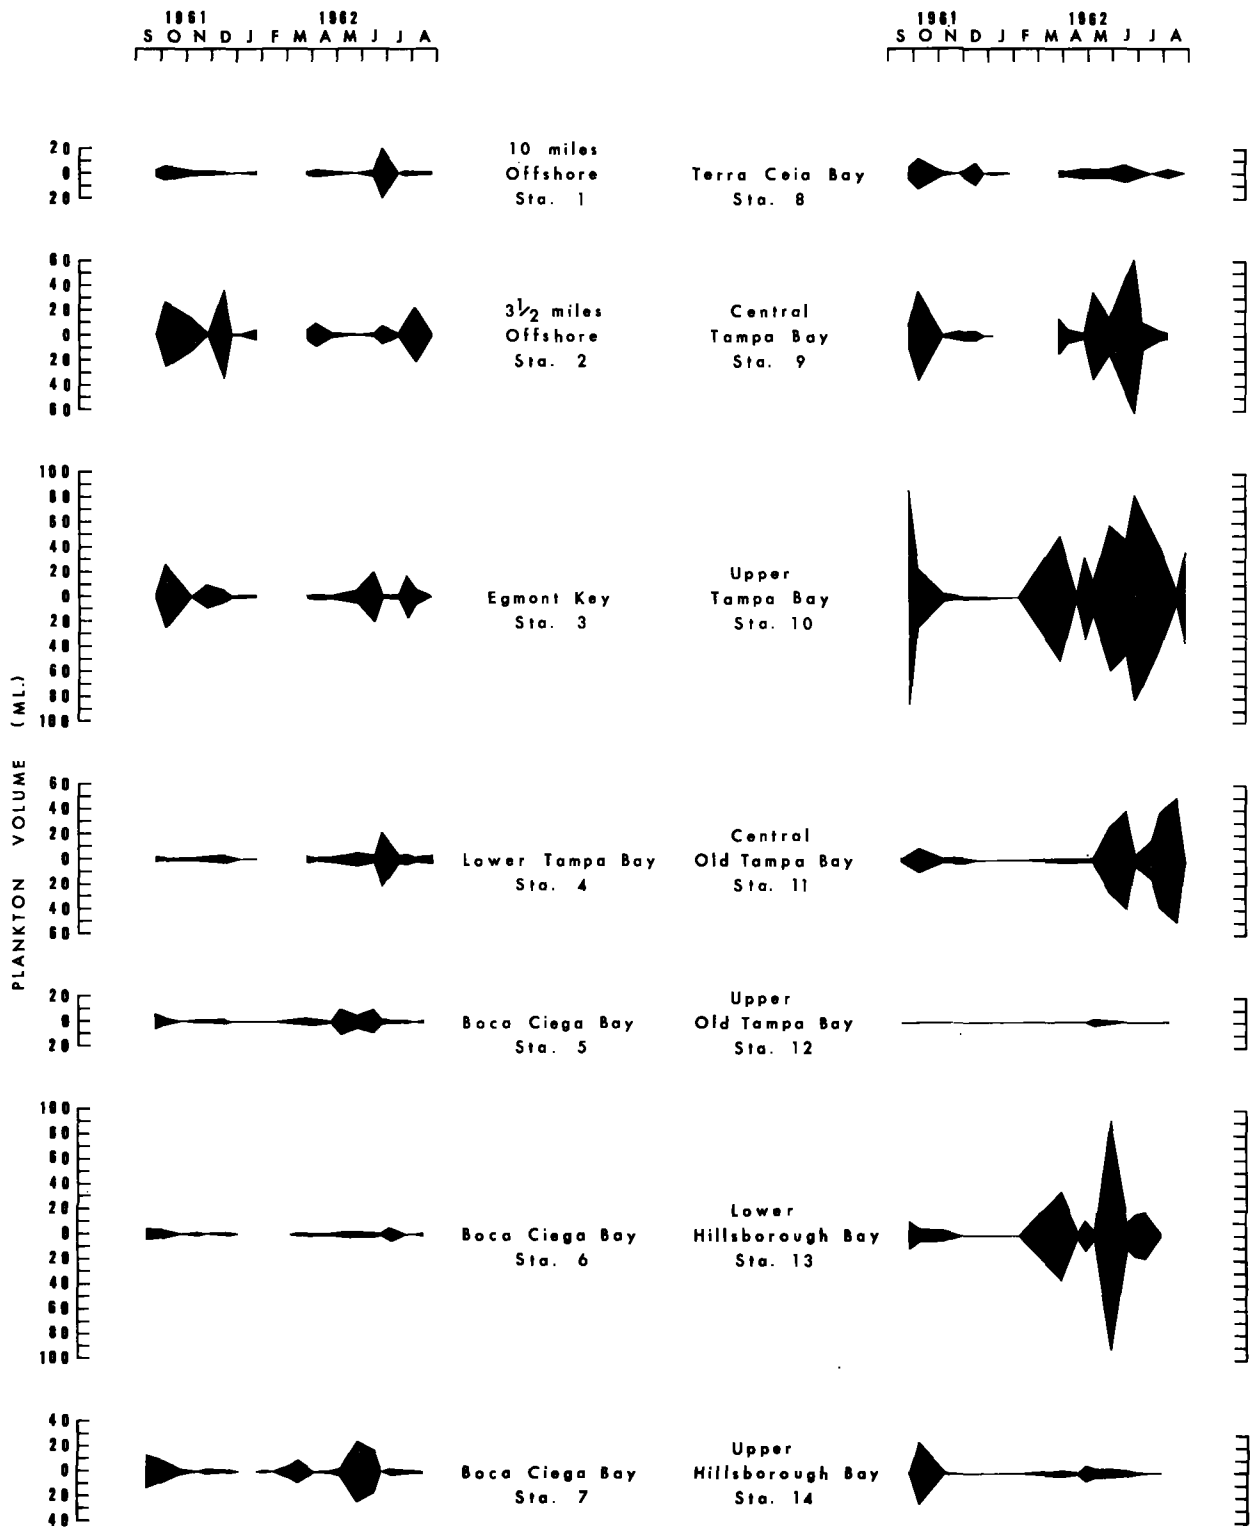 1961 1962
S O N D J F M A M J J A
1961 1962
S O N D J F M A M J J A
PLANKTON VOLUME (ML.)
20
0
20
10 miles
Offshore
Sta. 1
Terra Ceia Bay
Sta. 8
60
40
20
0
20
40
60
3½ miles
Offshore
Sta. 2
Central
Tampa Bay
Sta. 9
100
80
60
40
20
0
20
40
60
80
100
Egmont Key
Sta. 3
Upper
Tampa Bay
Sta. 10
60
40
20
0
20
40
60
Lower Tampa Bay
Sta. 4
Central
Old Tampa Bay
Sta. 11
20
0
20
Boca Ciega Bay
Sta. 5
Upper
Old Tampa Bay
Sta. 12
100
80
60
40
20
0
20
40
60
80
100
Boca Ciega Bay
Sta. 6
Lower
Hillsborough Bay
Sta. 13
40
20
0
20
40
Boca Ciega Bay
Sta. 7
Upper
Hillsborough Bay
Sta. 14